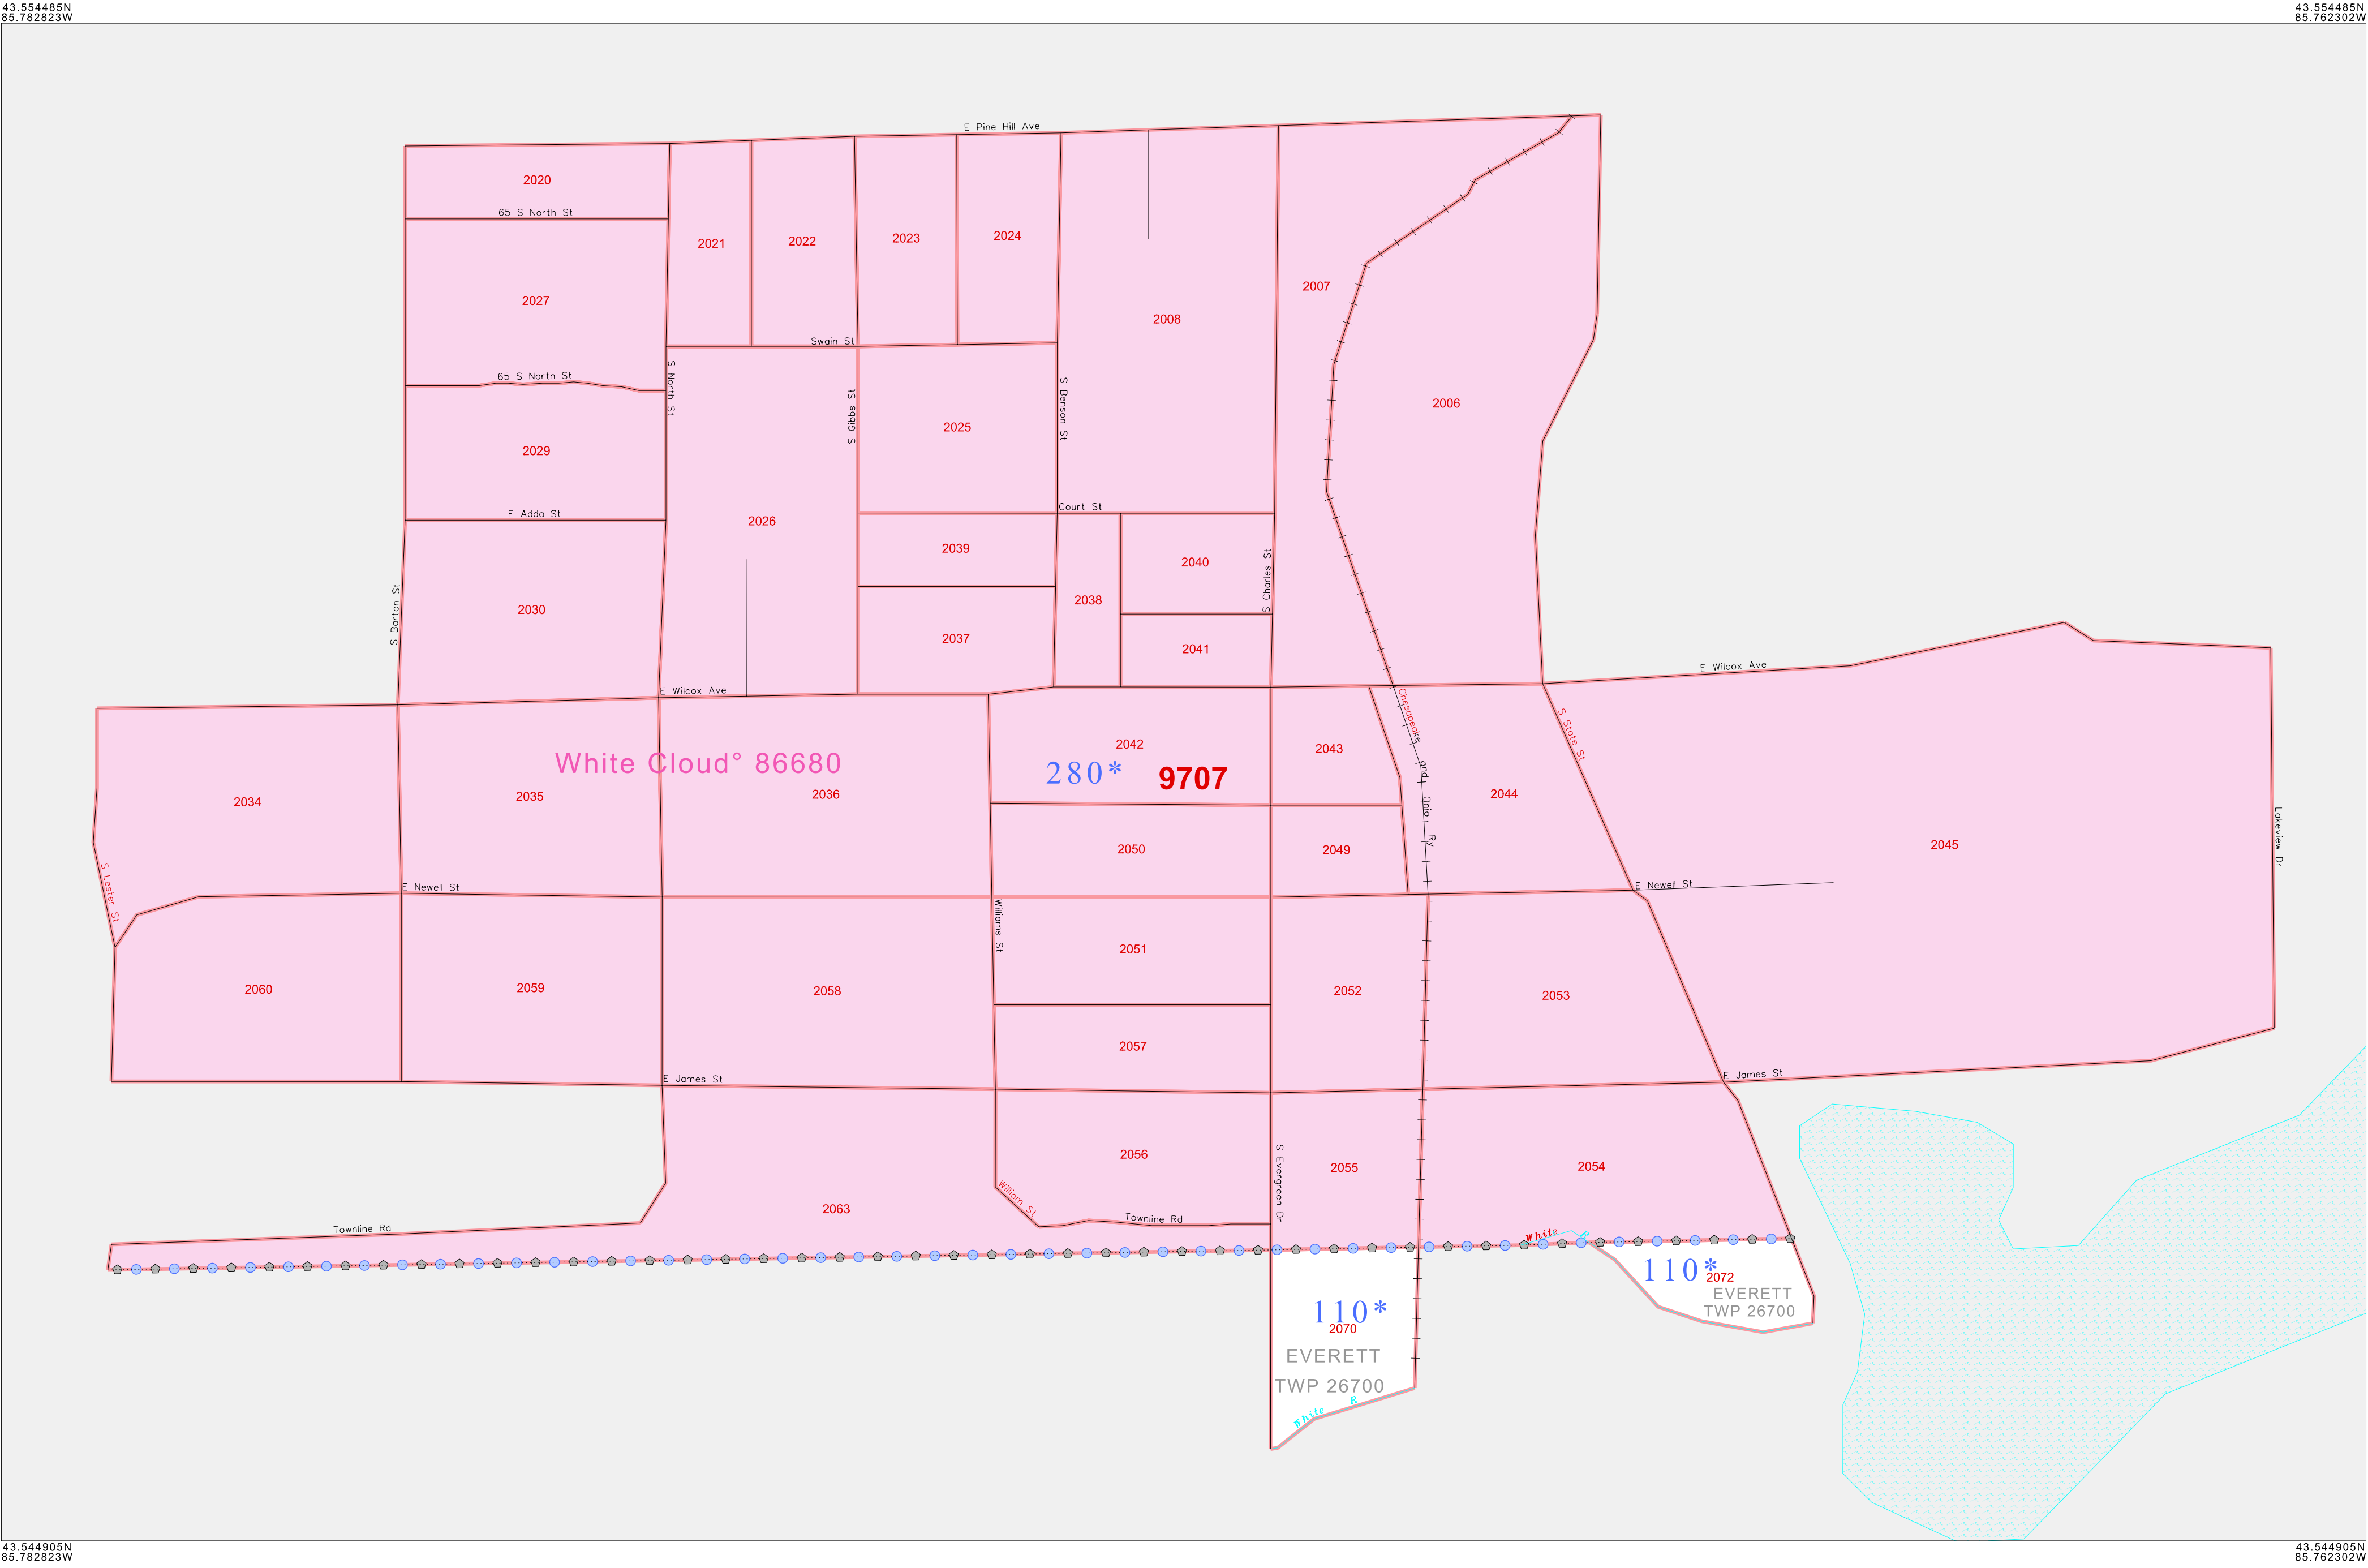 43.554485N
85.782823W
43.554485N
85.762302W
E Pine Hill Ave
2020
65 S North St
2021
2022
2023
2024
2007
2027
2008
Swain St
65 S North St
S North St
S Gibbs St
S Benson St
2006
2025
2029
Court St
E Adda St
2026
2039
2040
S Charles St
2038
S Barton St
2030
2037
2041
E Wilcox Ave
E Wilcox Ave
Chesapeake and Ohio Ry
S State St
2042
2043
White Cloud° 86680
280*
9707
2034
2035
2036
2044
Lakeview Dr
2045
2050
2049
S Lester St
E Newell St
E Newell St
Williams St
2051
2060
2059
2058
2052
2053
2057
E James St
E James St
2056
S Evergreen Dr
2055
2054
William St
2063
Townline Rd
Townline Rd
White R
110*
2072
EVERETT
TWP 26700
110*
2070
EVERETT
TWP 26700
White R
43.544905N
85.782823W
43.544905N
85.762302W